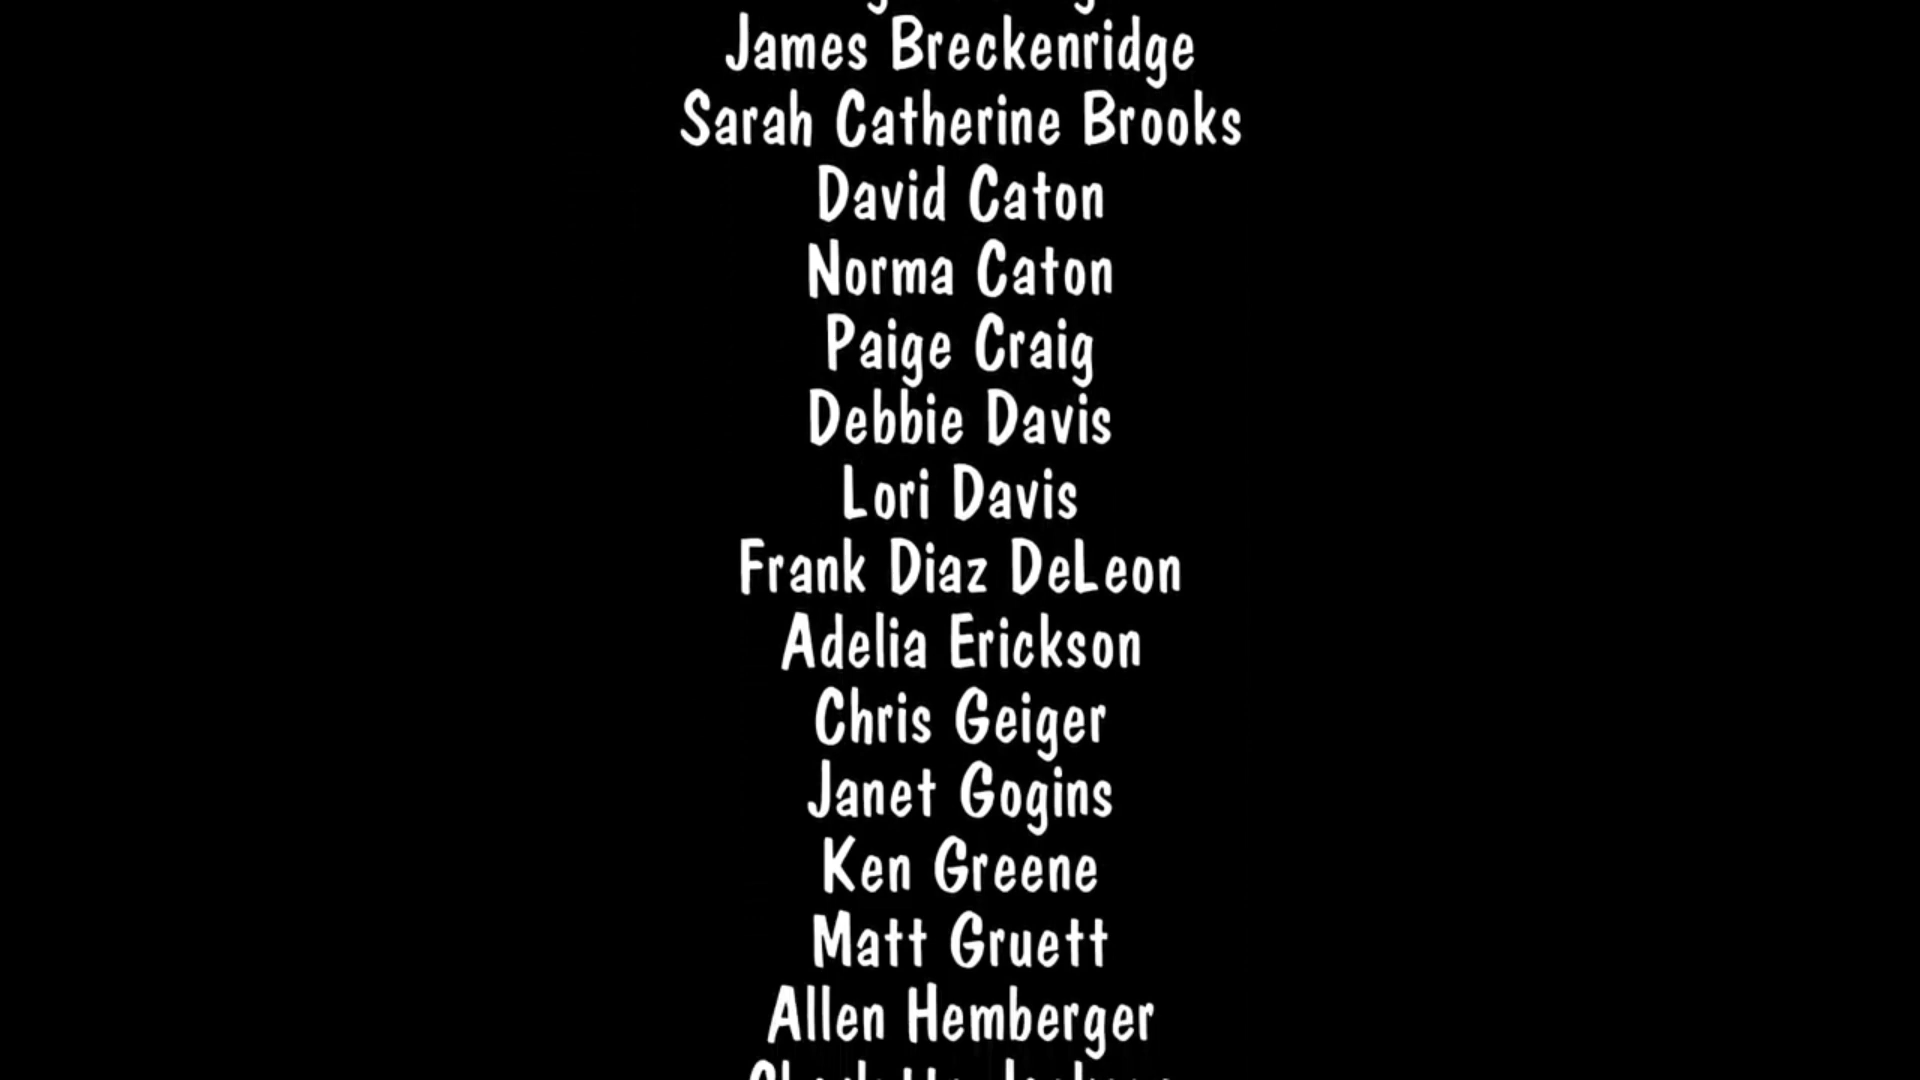 James Breckenridge
Sarah Catherine Brooks
David Caton
Norma Caton
Paige Craig
Debbie Davis
Lori Davis
Frank Diaz DeLeon
Adelia Erickson
Chris Geiger
Janet Gogins
Ken Greene
Matt Gruett
Allen Hemberger